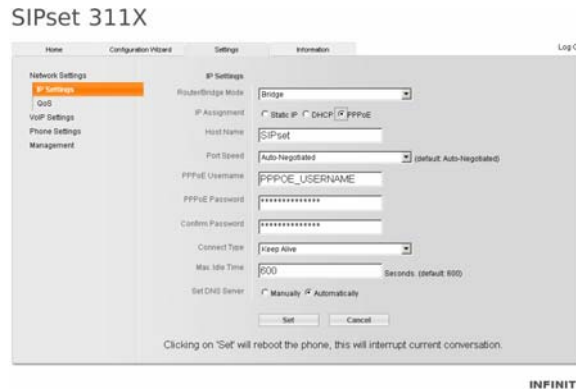 SIPset 311X
Home Configuration Wizard Settings Information Log O
Network Settings
IP Settings
QoS
VoIP Settings
Phone Settings
Management
IP Settings
Router/Bridge Mode Bridge
IP Assignment Static IP DHCP PPPoE
Host Name SIPset
Port Speed Auto-Negotiated (default: Auto-Negotiated)
PPPoE Username PPPOE_USERNAME
PPPoE Password **************
Confirm Password **************
Connect Type Keep Alive
Max. Idle Time 600 Seconds. (default: 600)
Set DNS Server Manually Automatically
Set Cancel
Clicking on 'Set' will reboot the phone, this will interrupt current conversation.
INFINIT